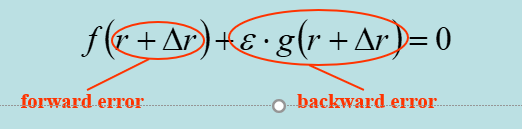 f(r + Δr) + ε · g(r + Δr) = 0
forward error
backward error